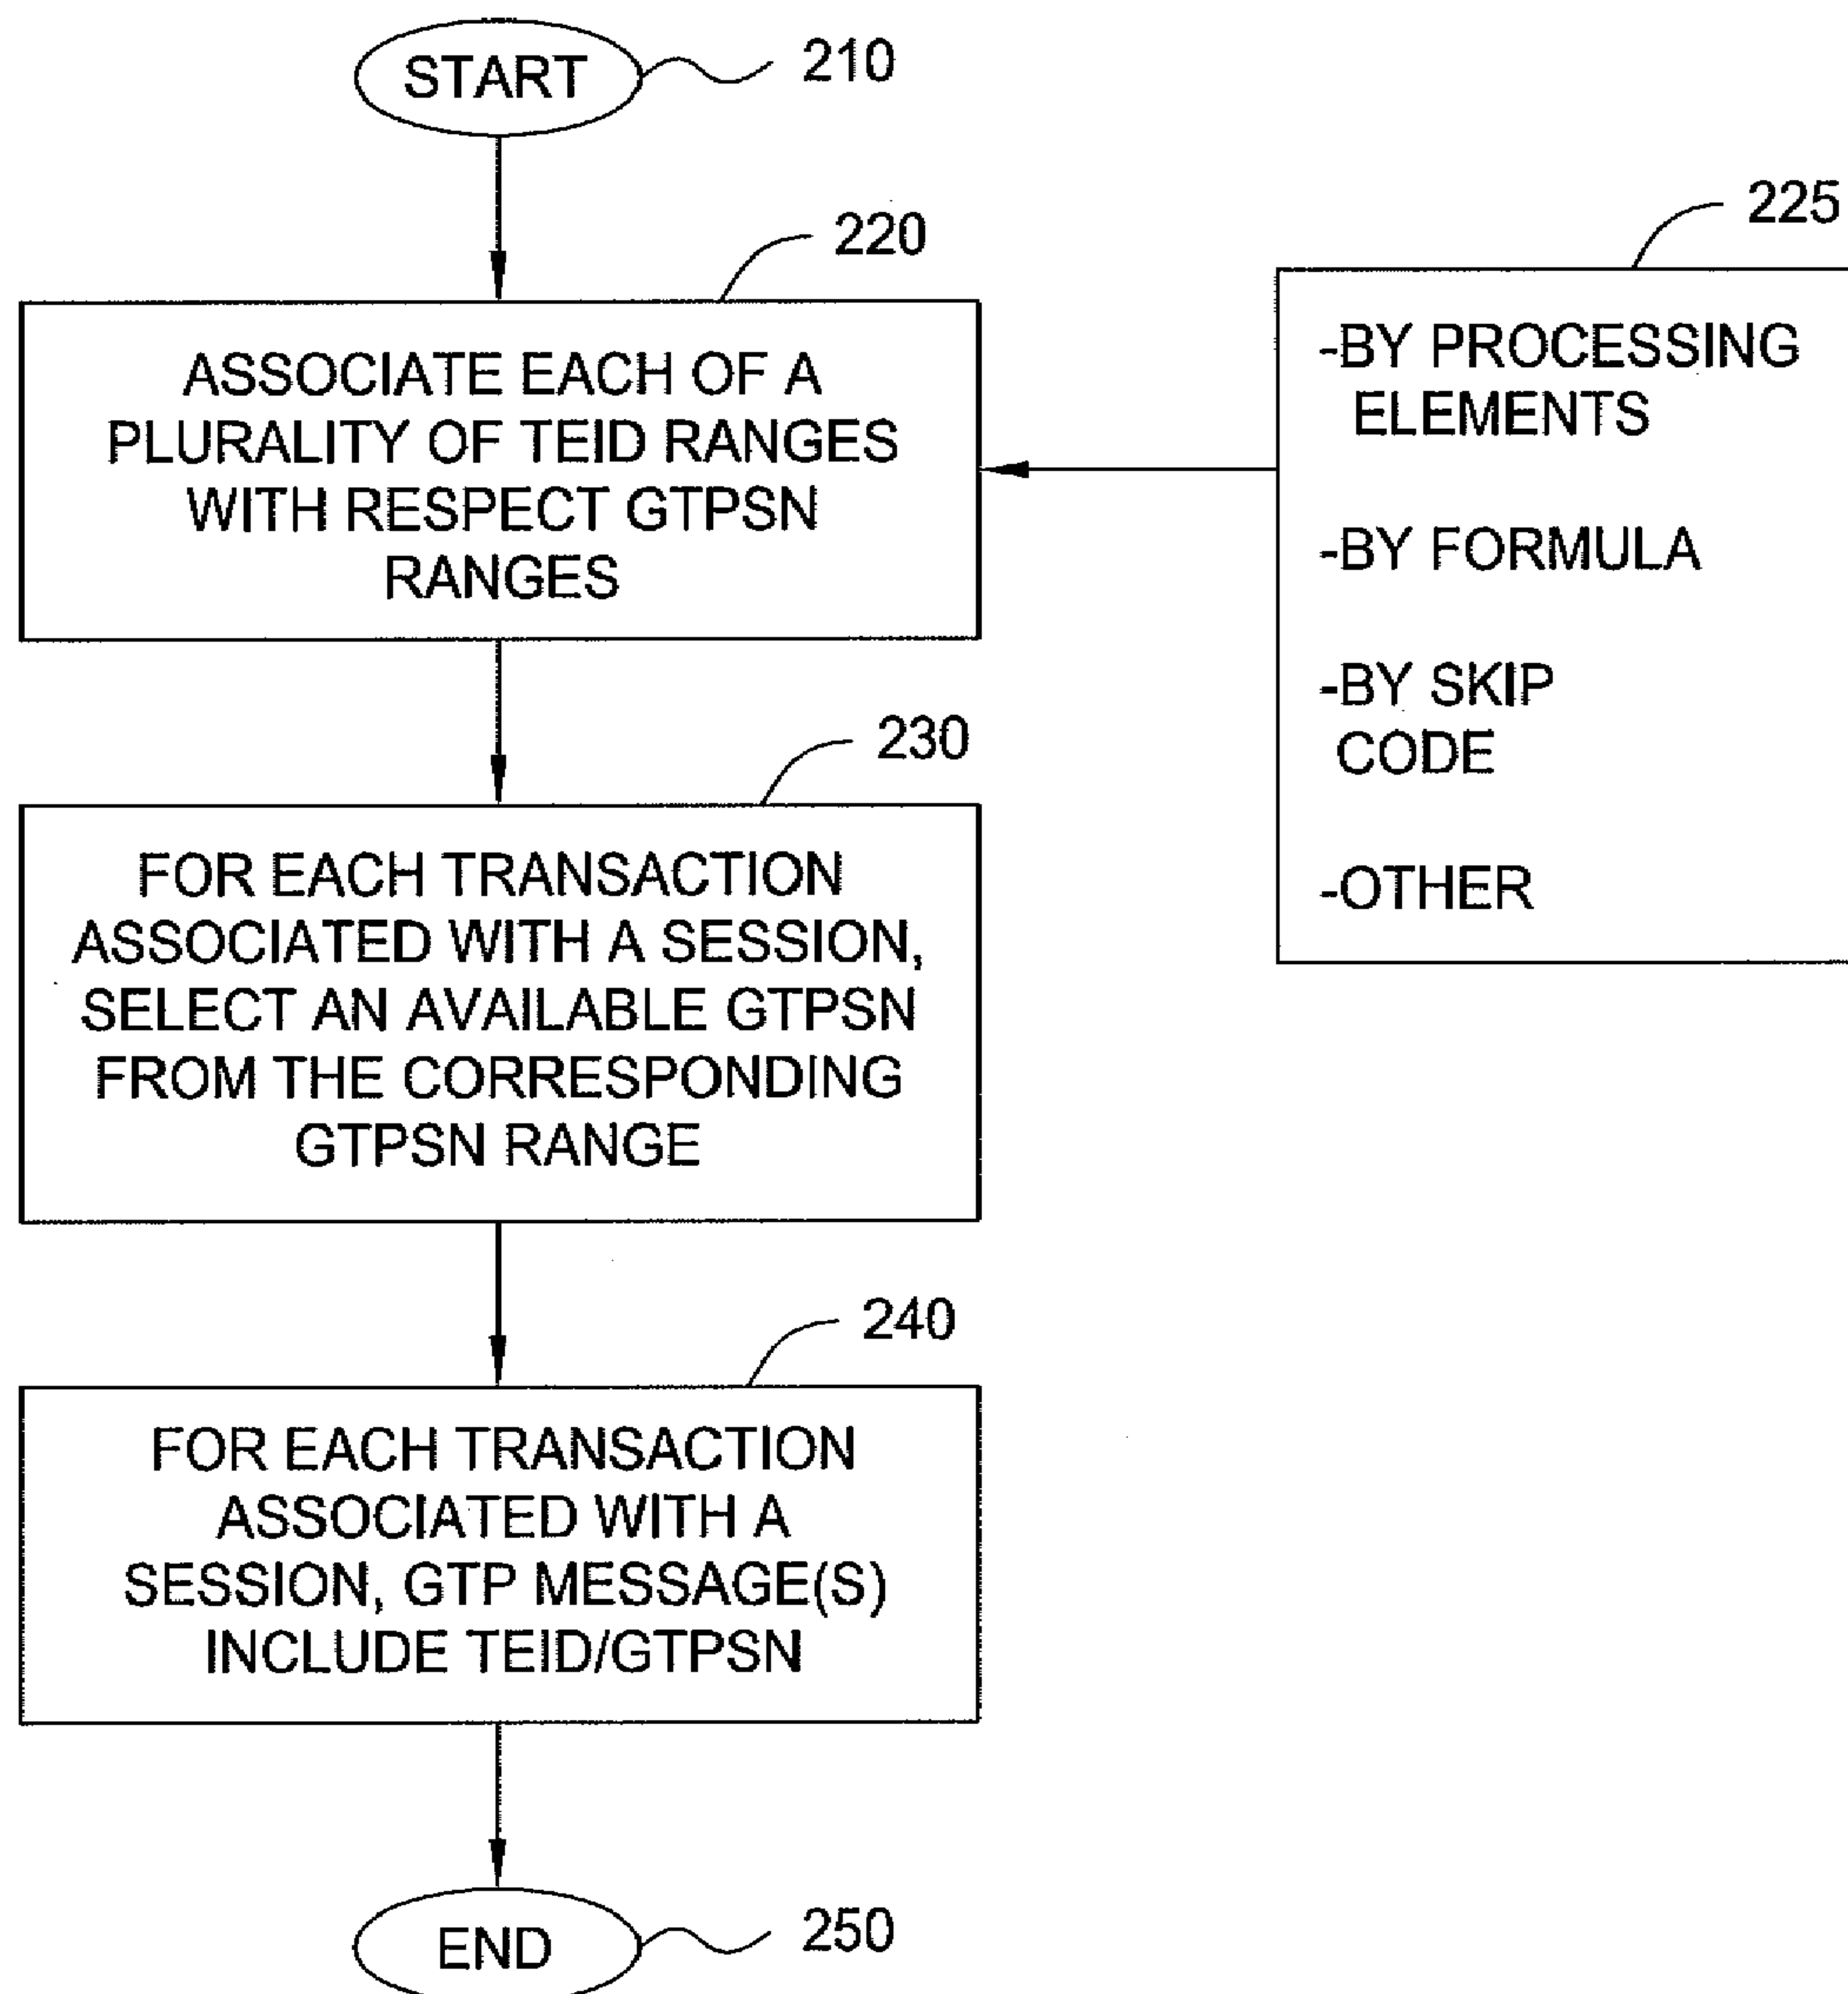 START
210
220
ASSOCIATE EACH OF A
PLURALITY OF TEID RANGES
WITH RESPECT GTPSN
RANGES
225
-BY PROCESSING
ELEMENTS
-BY FORMULA
-BY SKIP
CODE
-OTHER
230
FOR EACH TRANSACTION
ASSOCIATED WITH A SESSION,
SELECT AN AVAILABLE GTPSN
FROM THE CORRESPONDING
GTPSN RANGE
240
FOR EACH TRANSACTION
ASSOCIATED WITH A
SESSION, GTP MESSAGE(S)
INCLUDE TEID/GTPSN
END
250